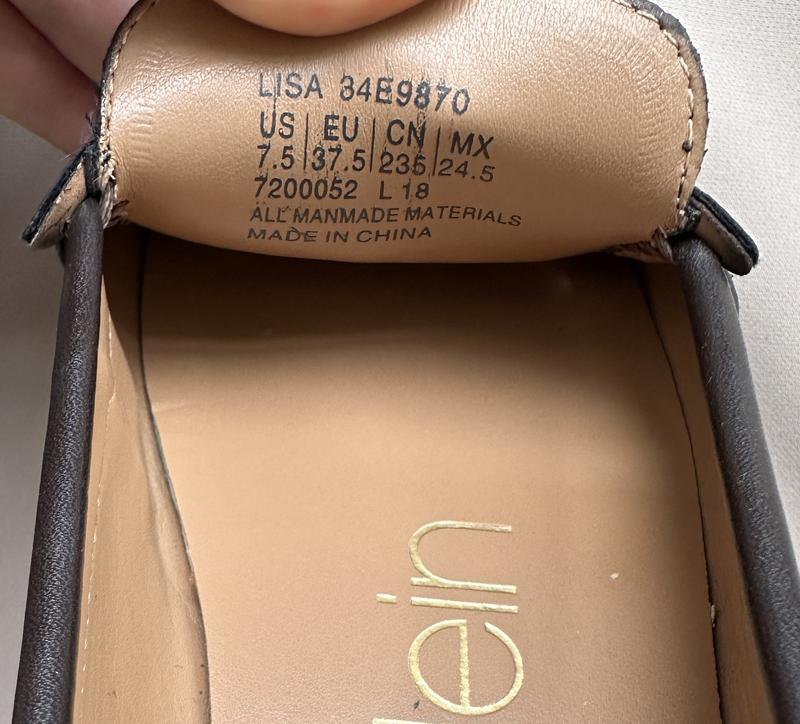 LISA 34E9870
US | EU | CN | MX
7.5 | 37.5 | 235 | 24.5
7200052 L 18
ALL MANMADE MATERIALS
MADE IN CHINA
lein